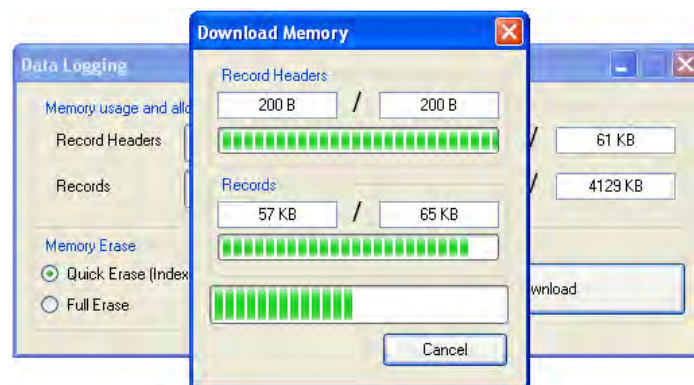 Download Memory
Data Logging
Record Headers
200 B / 200 B
Memory usage and allo
Record Headers / 61 KB
Records
57 KB / 65 KB
Records / 4129 KB
Memory Erase
Quick Erase (Index
wnload
Full Erase
Cancel